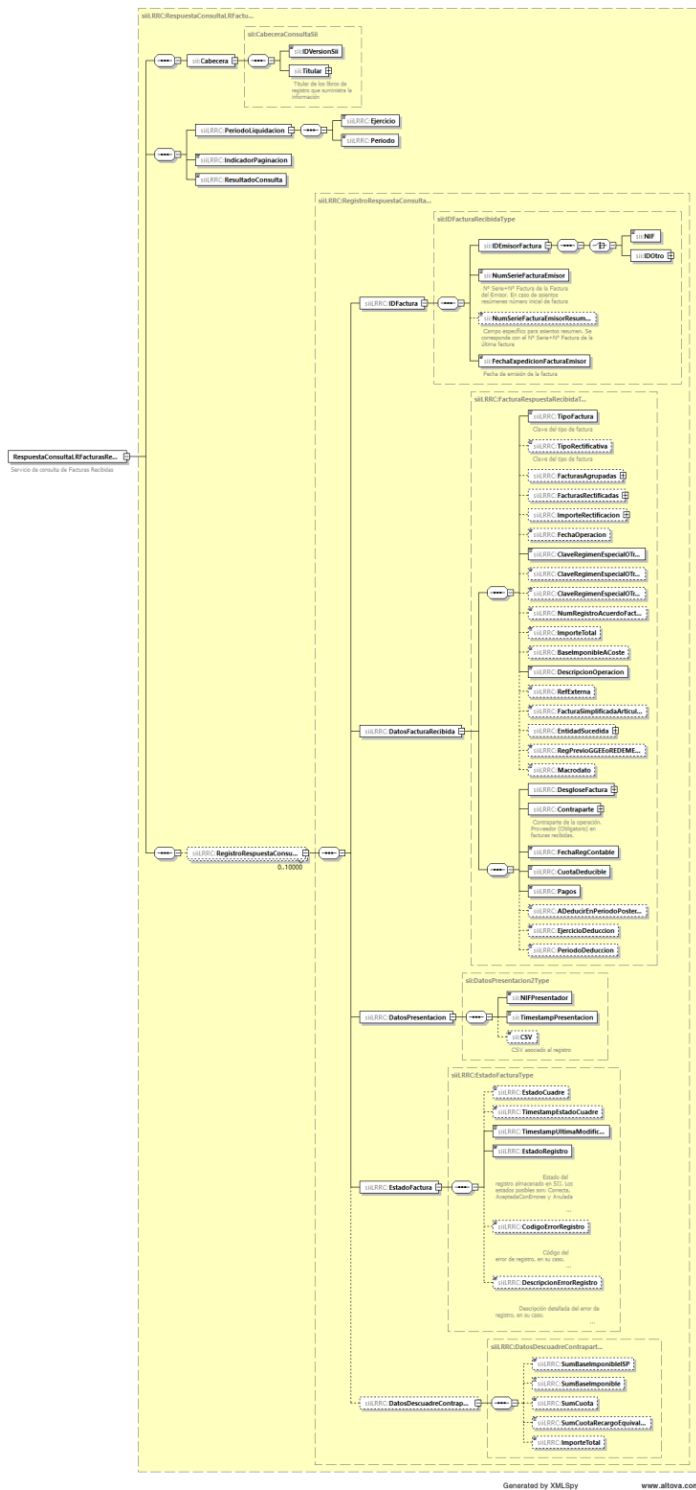 siiLRRC:RespuestaConsultaLRFactu...
sii:CabeceraConsultaSii
sii:Cabecera
sii:IDVersionSii
sii:Titular
Titular de los libros de
registro que suministra la
información
siiLRRC:PeriodoLiquidacion
siiLRRC:Ejercicio
siiLRRC:Periodo
siiLRRC:IndicadorPaginacion
siiLRRC:ResultadoConsulta
siiLRRC:RegistroRespuestaConsulta...
sii:IDFacturaRecibidaType
siiLRRC:IDFactura
sii:IDEmisorFactura
sii:NIF
sii:IDOtro
sii:NumSerieFacturaEmisor
Nº Serie+Nº Factura de la Factura
del Emisor. En caso de asientos
resúmenes número inicial de factura
sii:NumSerieFacturaEmisorResum...
Campo específico para asientos resumen. Se
corresponde con el Nº Serie+Nº Factura de la
última factura
sii:FechaExpedicionFacturaEmisor
Fecha de emisión de la factura
RespuestaConsultaLRFacturasRe...
Servicio de consulta de Facturas Recibidas
siiLRRC:FacturaRespuestaRecibidaT...
siiLRRC:DatosFacturaRecibida
siiLRRC:TipoFactura
Clave del tipo de factura
siiLRRC:TipoRectificativa
Clave del tipo de factura
siiLRRC:FacturasAgrupadas
siiLRRC:FacturasRectificadas
siiLRRC:ImporteRectificacion
siiLRRC:FechaOperacion
siiLRRC:ClaveRegimenEspecialOTr...
siiLRRC:ClaveRegimenEspecialOTr...
siiLRRC:ClaveRegimenEspecialOTr...
siiLRRC:NumRegistroAcuerdoFact...
siiLRRC:ImporteTotal
siiLRRC:BaseImponibleACoste
siiLRRC:DescripcionOperacion
siiLRRC:RefExterna
siiLRRC:FacturaSimplificadaArticul...
siiLRRC:EntidadSucedida
siiLRRC:RegPrevioGGEEoREDEME...
siiLRRC:Macrodato
siiLRRC:DesgloseFactura
siiLRRC:Contraparte
Contraparte de la operación.
Proveedor (Obligatorio) en
facturas recibidas.
siiLRRC:FechaRegContable
siiLRRC:CuotaDeducible
siiLRRC:Pagos
siiLRRC:ADeducirEnPeriodoPoster...
siiLRRC:EjercicioDeduccion
siiLRRC:PeriodoDeduccion
siiLRRC:RegistroRespuestaConsu...
0..10000
sii:DatosPresentacion2Type
siiLRRC:DatosPresentacion
sii:NIFPresentador
sii:TimestampPresentacion
sii:CSV
CSV asociado al registro
siiLRRC:EstadoFacturaType
siiLRRC:EstadoFactura
siiLRRC:EstadoCuadre
siiLRRC:TimestampEstadoCuadre
siiLRRC:TimestampUltimaModific...
siiLRRC:EstadoRegistro
Estado del
registro almacenado en SII. Los
estados posibles son: Correcta,
AceptadaConErrores y Anulada
...
siiLRRC:CodigoErrorRegistro
Código del
error de registro, en su caso.
...
siiLRRC:DescripcionErrorRegistro
Descripción detallada del error de
registro, en su caso.
...
siiLRRC:DatosDescuadreContrapart...
siiLRRC:DatosDescuadreContrap...
siiLRRC:SumBaseImponibleISP
siiLRRC:SumBaseImponible
siiLRRC:SumCuota
siiLRRC:SumCuotaRecargoEquival...
siiLRRC:ImporteTotal
Generated by XMLSpy
www.altova.com